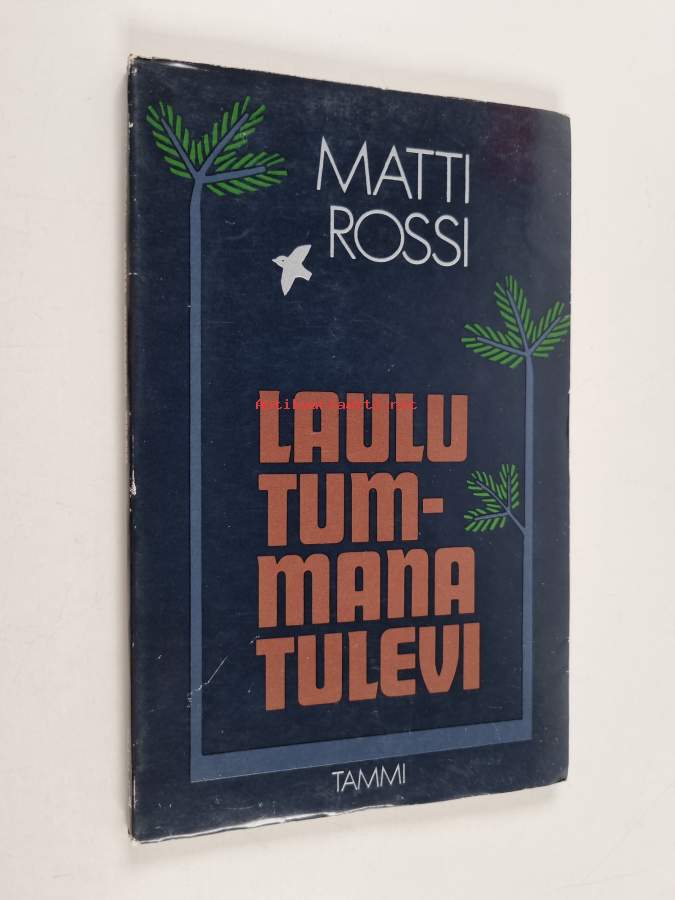 MATTI
ROSSI
LAULU
TUM-
MANA
TULEVI
TAMMI